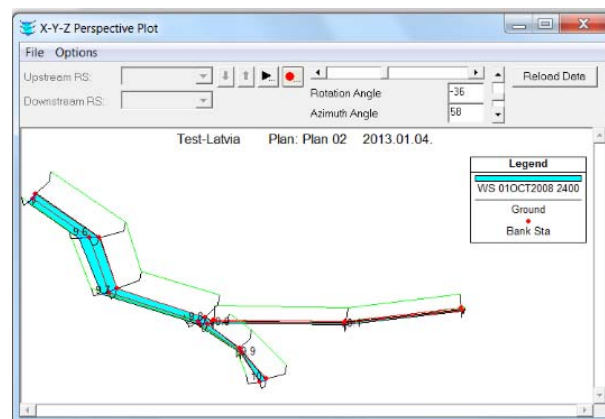 X-Y-Z Perspective Plot
File Options
Upstream RS:
Downstream RS:
Rotation Angle -36
Azimuth Angle 58
Reload Data
Test-Latvia Plan: Plan 02 2013.01.04.
Legend
WS 01OCT2008 2400
Ground
Bank Sta